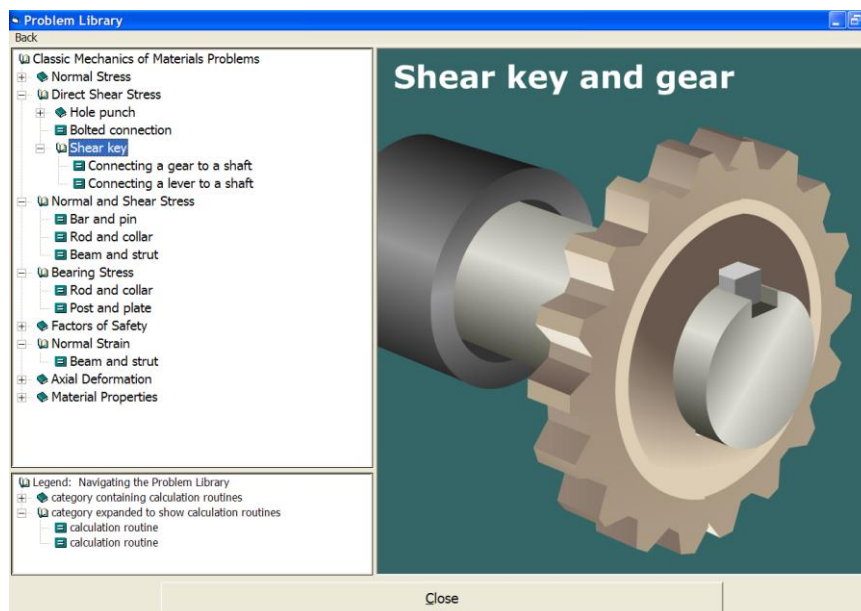 Problem Library
Back
Classic Mechanics of Materials Problems
Normal Stress
Direct Shear Stress
Hole punch
Bolted connection
Shear key
Connecting a gear to a shaft
Connecting a lever to a shaft
Normal and Shear Stress
Bar and pin
Rod and collar
Beam and strut
Bearing Stress
Rod and collar
Post and plate
Factors of Safety
Normal Strain
Beam and strut
Axial Deformation
Material Properties
Legend: Navigating the Problem Library
category containing calculation routines
category expanded to show calculation routines
calculation routine
calculation routine
Shear key and gear
Close